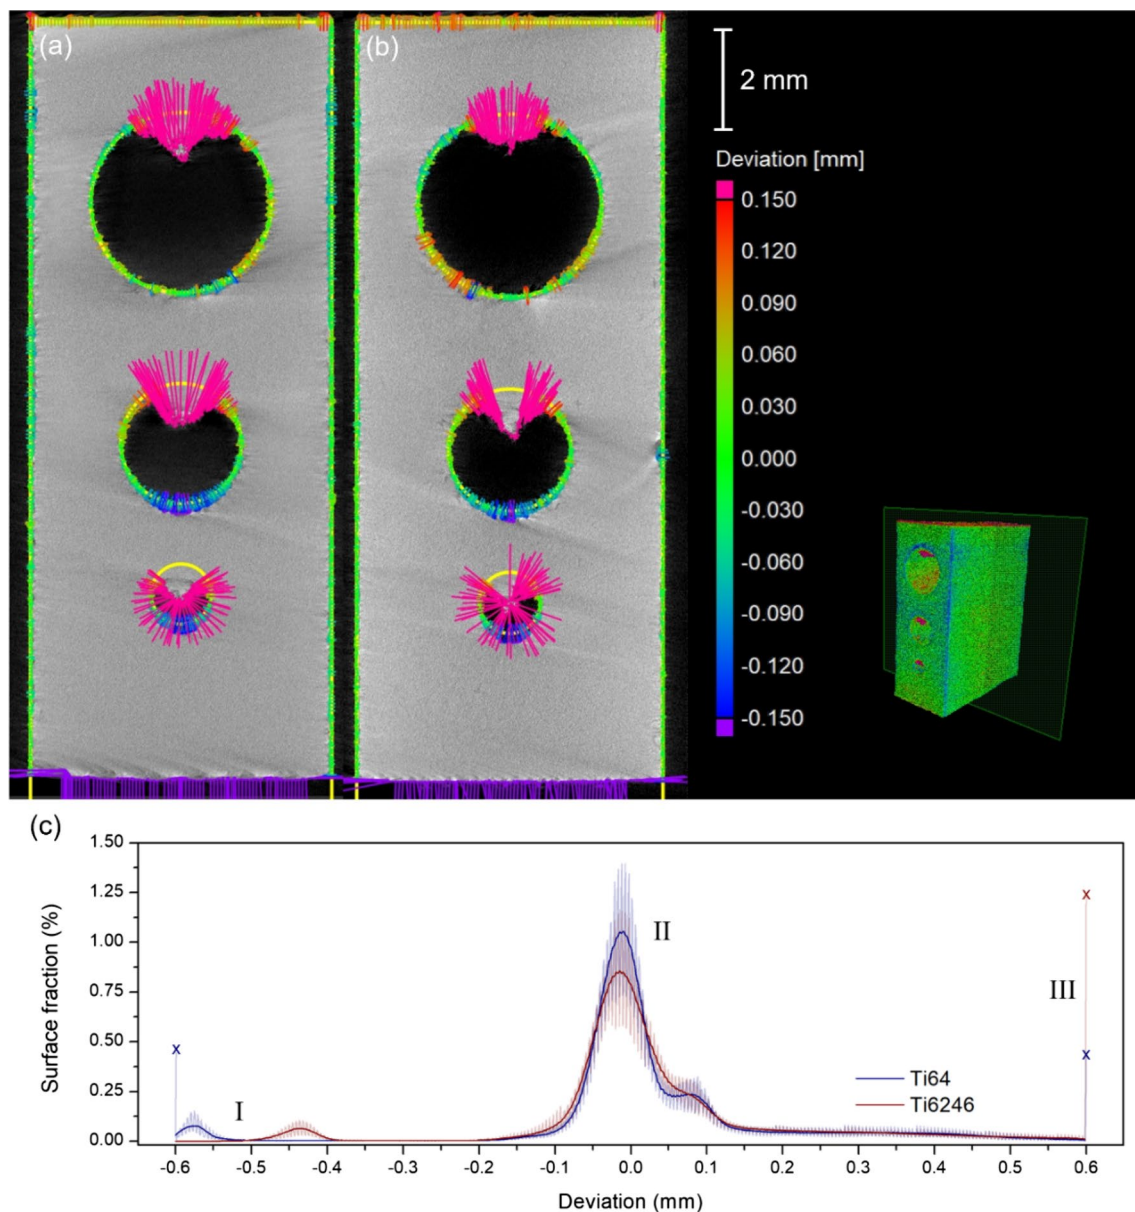 (a)
(b)
2 mm
Deviation [mm]
0.150
0.120
0.090
0.060
0.030
0.000
-0.030
-0.060
-0.090
-0.120
-0.150
(c)
Surface fraction (%)
1.50
1.25
1.00
0.75
0.50
0.25
0.00
I
II
III
x
x
x
Ti64
Ti6246
-0.6 -0.5 -0.4 -0.3 -0.2 -0.1 0.0 0.1 0.2 0.3 0.4 0.5 0.6
Deviation (mm)